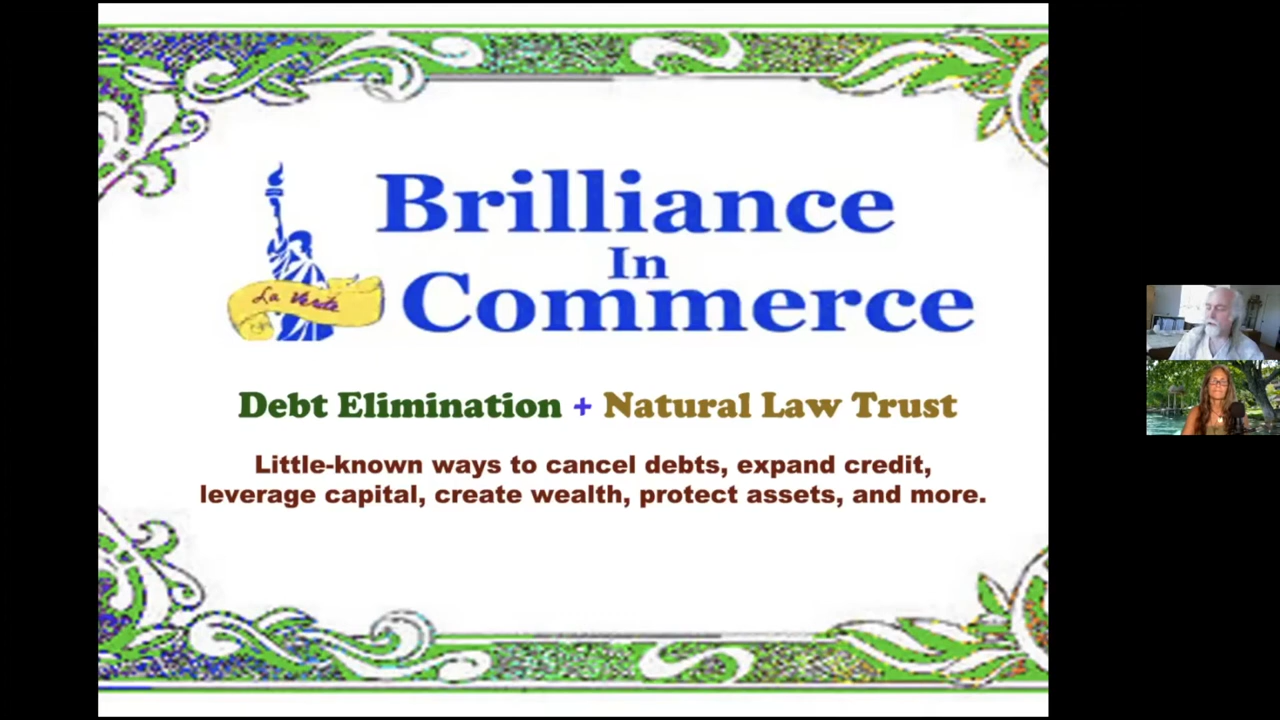 Brilliance
In
La Verde
Commerce
Debt Elimination + Natural Law Trust
Little-known ways to cancel debts, expand credit,
leverage capital, create wealth, protect assets, and more.